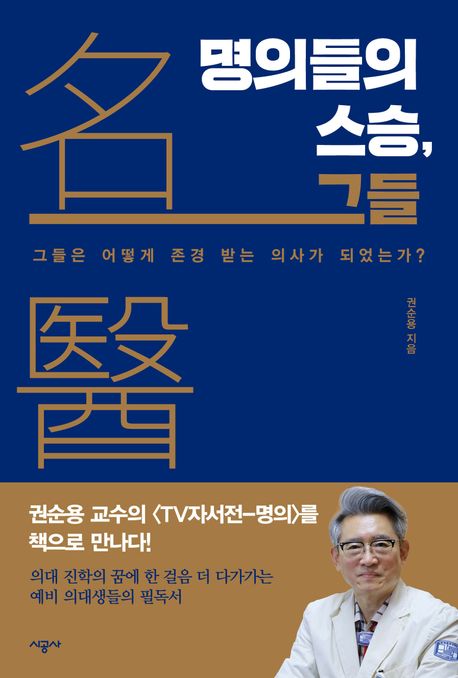 名醫
명의들의
스승,
그들
그들은 어떻게 존경 받는 의사가 되었는가?
권순용 지음
권순용 교수의 〈TV자서전-명의〉를
책으로 만나다!
의대 진학의 꿈에 한 걸음 더 다가가는
예비 의대생들의 필독서
시공사